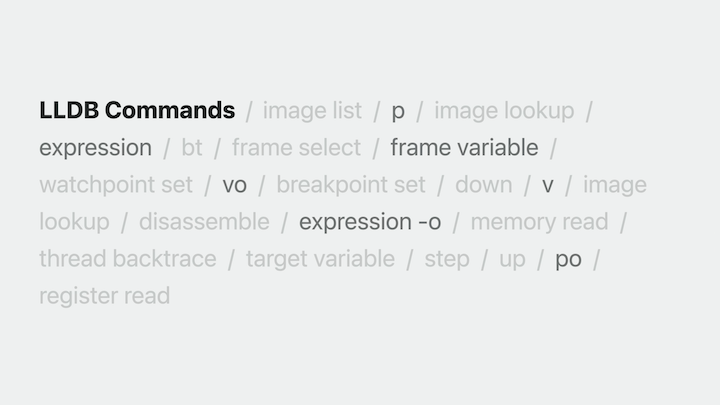 LLDB Commands / image list / p / image lookup /
expression / bt / frame select / frame variable /
watchpoint set / vo / breakpoint set / down / v / image
lookup / disassemble / expression -o / memory read /
thread backtrace / target variable / step / up / po /
register read